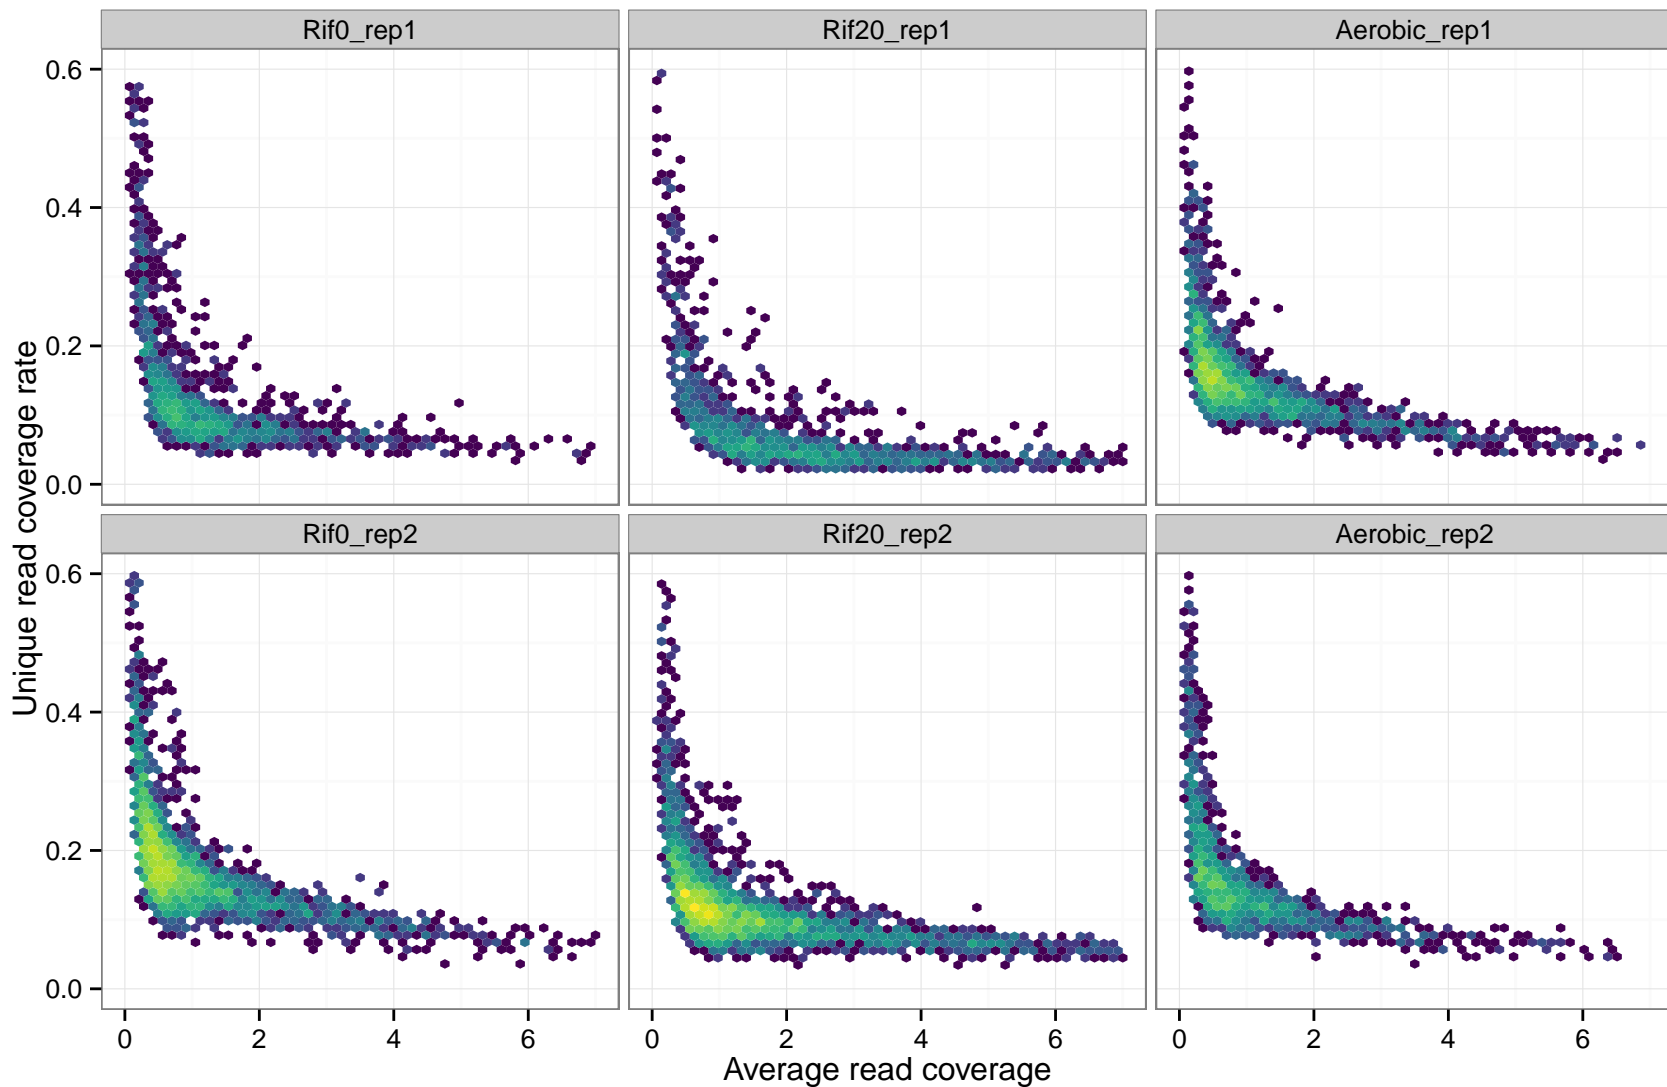 Rif0_rep1 Rif20_rep1 Aerobic_rep1
0.6
0.4
0.2
0.0
Unique read coverage rate
Rif0_rep2 Rif20_rep2 Aerobic_rep2
0.6
0.4
0.2
0.0
0 2 4 6 0 2 4 6 0 2 4 6
Average read coverage